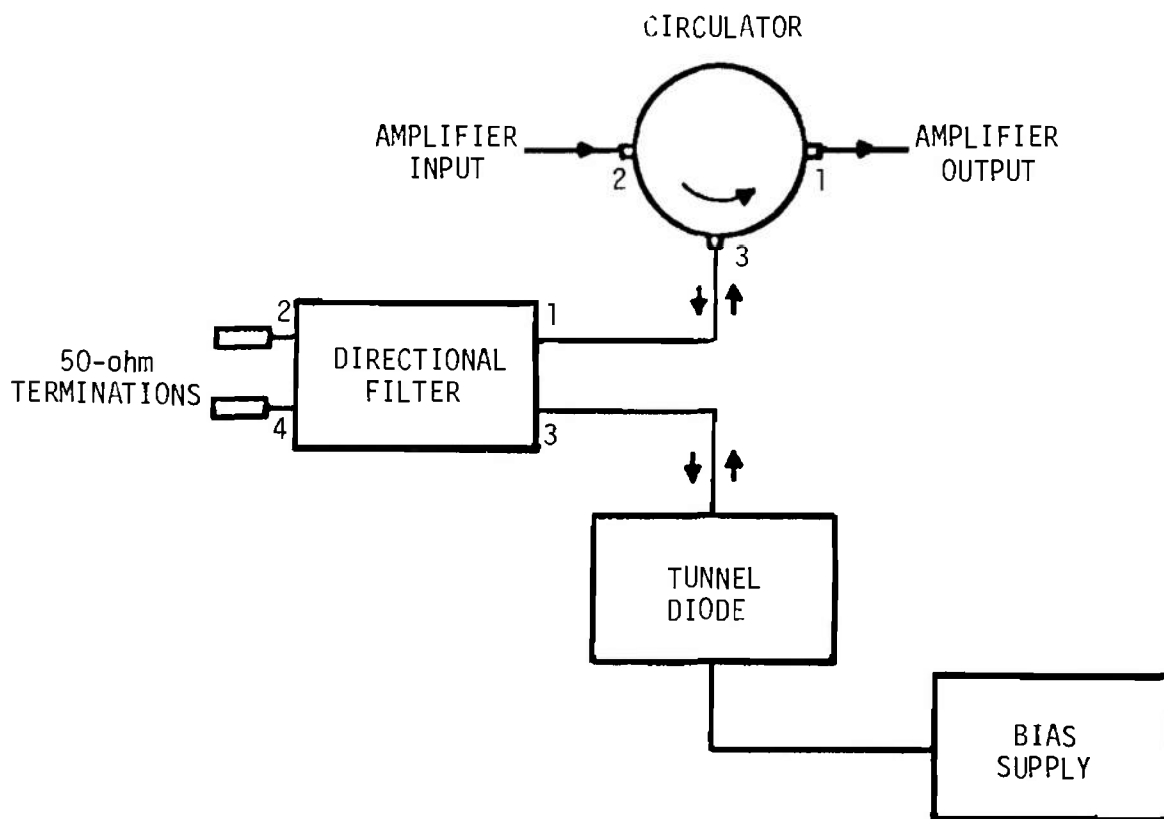 CIRCULATOR
AMPLIFIER
INPUT
2
1
AMPLIFIER
OUTPUT
3
2
1
50-ohm
TERMINATIONS
DIRECTIONAL
FILTER
4
3
TUNNEL
DIODE
BIAS
SUPPLY